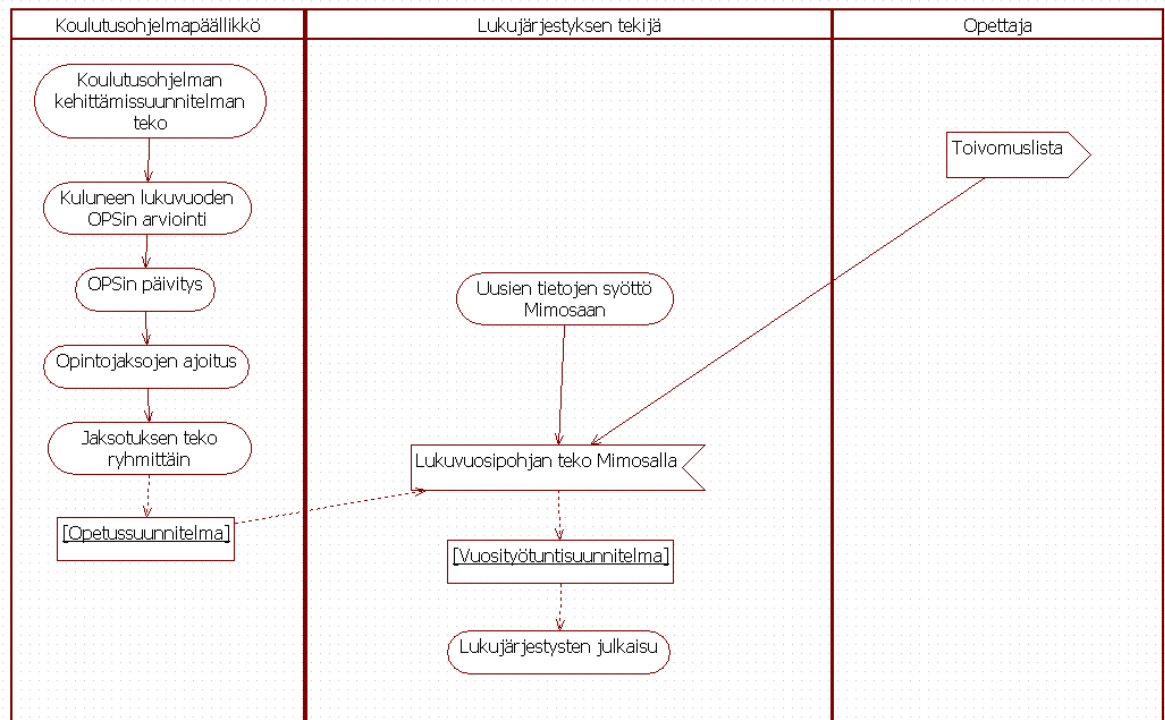 Koulutusohjelmapäällikkö
Lukujärjestyksen tekijä
Opettaja
Koulutusohjelman
kehittämissuunnitelman
teko
Kuluneen lukuvuoden
OPSin arviointi
OPSin päivitys
Opintojaksojen ajoitus
Jaksotuksen teko
ryhmittäin
[Opetussuunnitelma]
Uusien tietojen syöttö
Mimosaan
Lukuvuosipohjan teko Mimosalla
[Vuosityötuntisuunnitelma]
Lukujärjestysten julkaisu
Toivomuslista